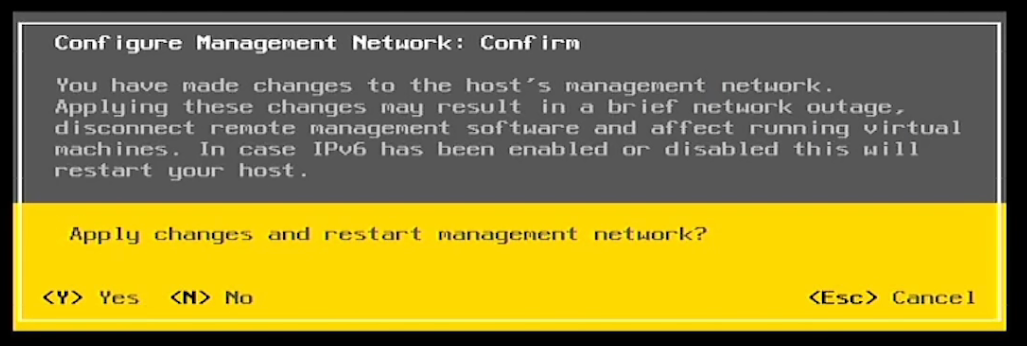 Configure Management Network: Confirm
You have made changes to the host's management network.
Applying these changes may result in a brief network outage,
disconnect remote management software and affect running virtual
machines. In case IPv6 has been enabled or disabled this will
restart your host.
Apply changes and restart management network?
<Y> Yes <N> No <Esc> Cancel